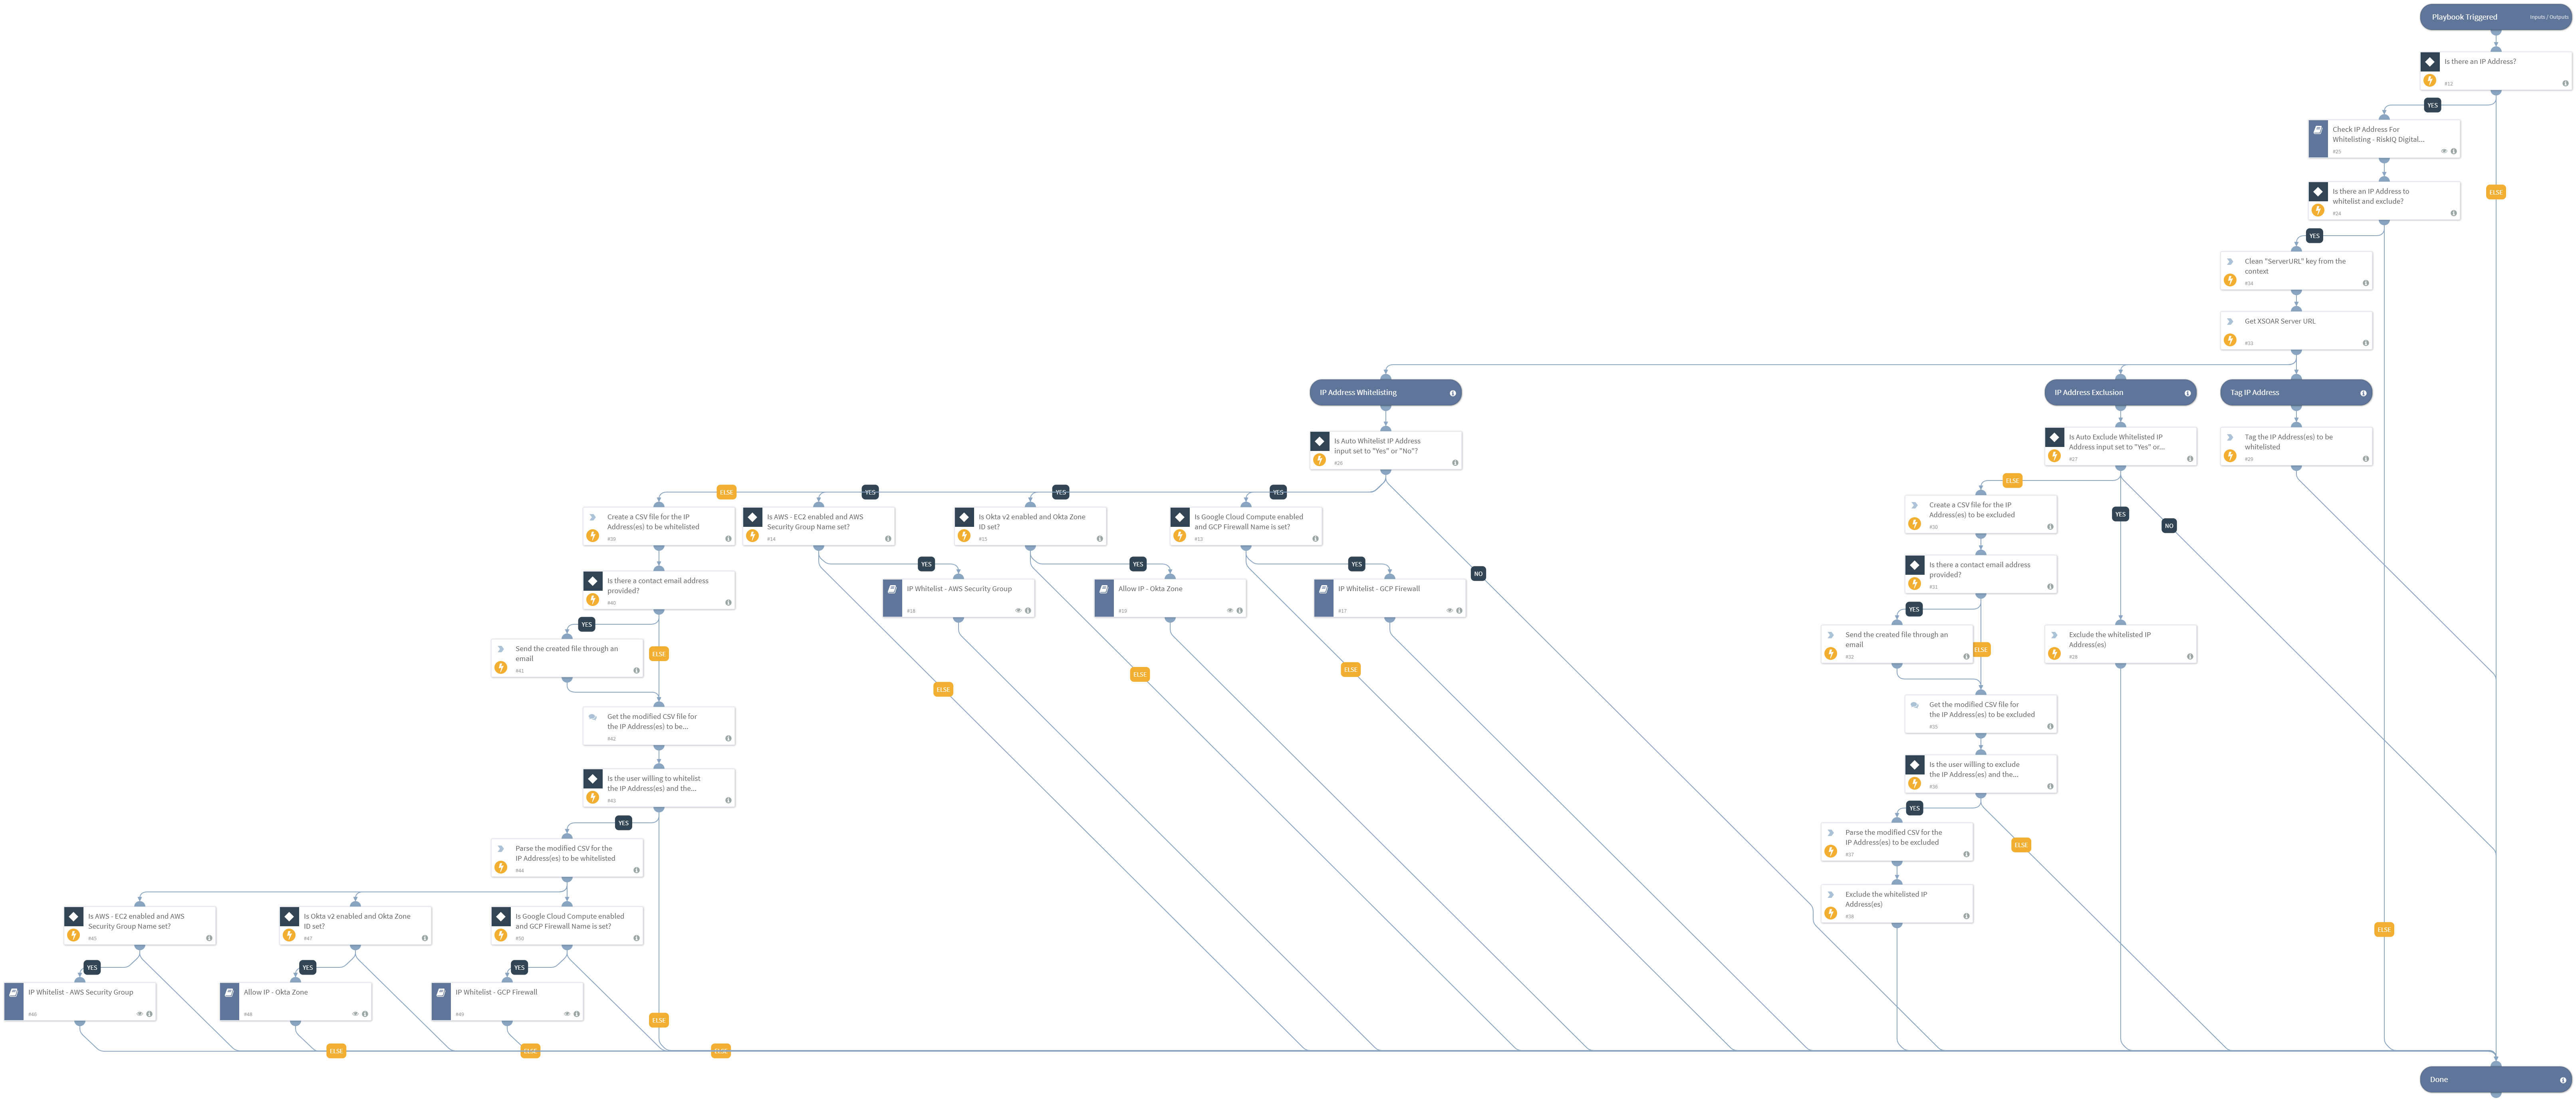 Playbook Triggered
Inputs / Outputs
Is there an IP Address?
#12
YES
Check IP Address For
Whitelisting - RiskIQ Digital...
#25
ELSE
Is there an IP Address to
whitelist and exclude?
#24
YES
Clean "ServerURL" key from the
context
#34
Get XSOAR Server URL
#33
IP Address Whitelisting
IP Address Exclusion
Tag IP Address
Is Auto Whitelist IP Address
input set to "Yes" or "No"?
Is Auto Exclude Whitelisted IP
Address input set to "Yes" or...
#27
Tag the IP Address(es) to be
whitelisted
ELSE
YES
YES
YES
ELSE
YES
NO
Create a CSV file for the IP
Address(es) to be whitelisted
Is AWS - EC2 enabled and AWS
Security Group Name set?
#14
Is Okta v2 enabled and Okta Zone
ID set?
Is Google Cloud Compute enabled
and GCP Firewall Name is set?
#13
Create a CSV file for the IP
Address(es) to be excluded
#30
Is there a contact email address
provided?
#40
YES
IP Whitelist - AWS Security Group
#18
YES
Allow IP - Okta Zone
#19
YES
IP Whitelist - GCP Firewall
#17
NO
Is there a contact email address
provided?
#31
YES
ELSE
Send the created file through an
email
#41
YES
ELSE
Send the created file through an
email
#32
ELSE
Exclude the whitelisted IP
Address(es)
#28
ELSE
ELSE
ELSE
Get the modified CSV file for
the IP Address(es) to be...
#42
Get the modified CSV file for
the IP Address(es) to be excluded
#35
Is the user willing to whitelist
the IP Address(es) and the...
#43
Is the user willing to exclude
the IP Address(es) and the...
#36
YES
YES
ELSE
Parse the modified CSV for the
IP Address(es) to be whitelisted
#44
Parse the modified CSV for the
IP Address(es) to be excluded
#37
Exclude the whitelisted IP
Address(es)
#38
Is AWS - EC2 enabled and AWS
Security Group Name set?
#45
Is Okta v2 enabled and Okta Zone
ID set?
#47
Is Google Cloud Compute enabled
and GCP Firewall Name is set?
#50
ELSE
YES
YES
YES
IP Whitelist - AWS Security Group
#46
Allow IP - Okta Zone
#48
IP Whitelist - GCP Firewall
ELSE
ELSE
ELSE
ELSE
Done